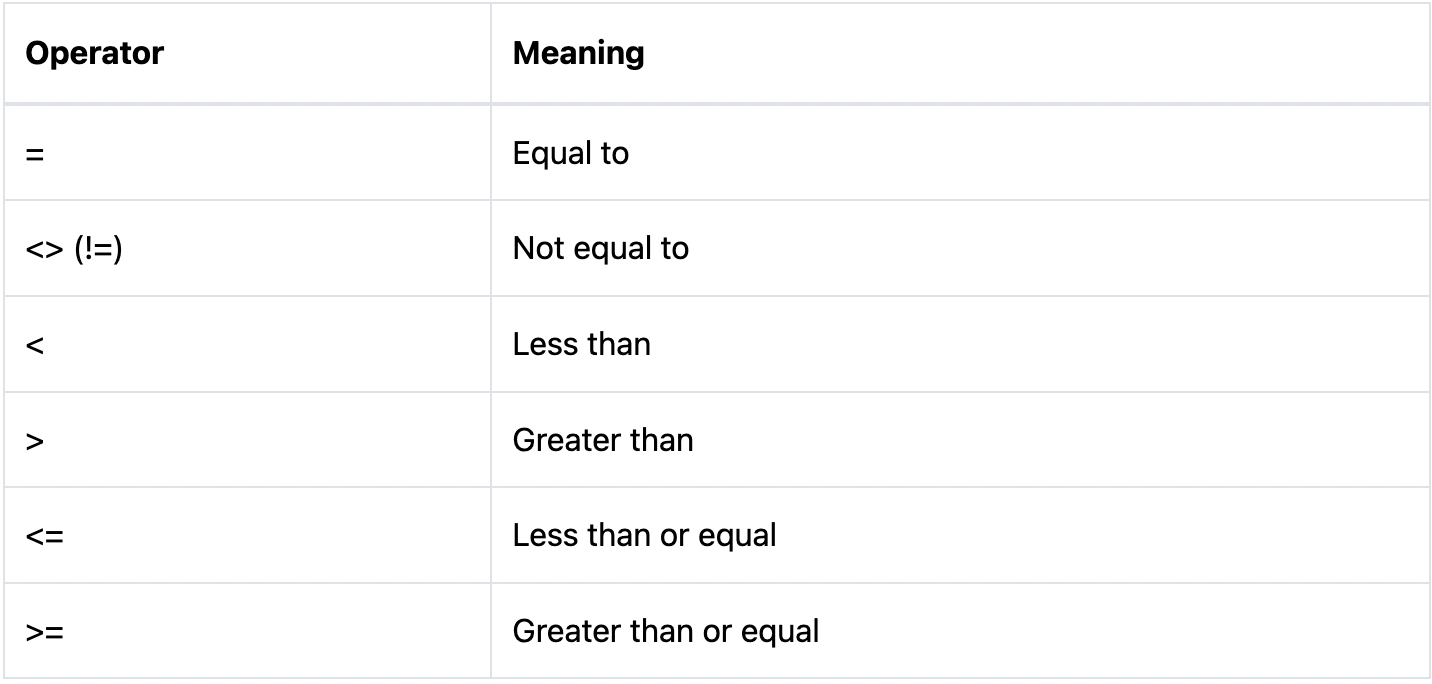 Operator Meaning
= Equal to
<> (!=) Not equal to
< Less than
> Greater than
<= Less than or equal
>= Greater than or equal